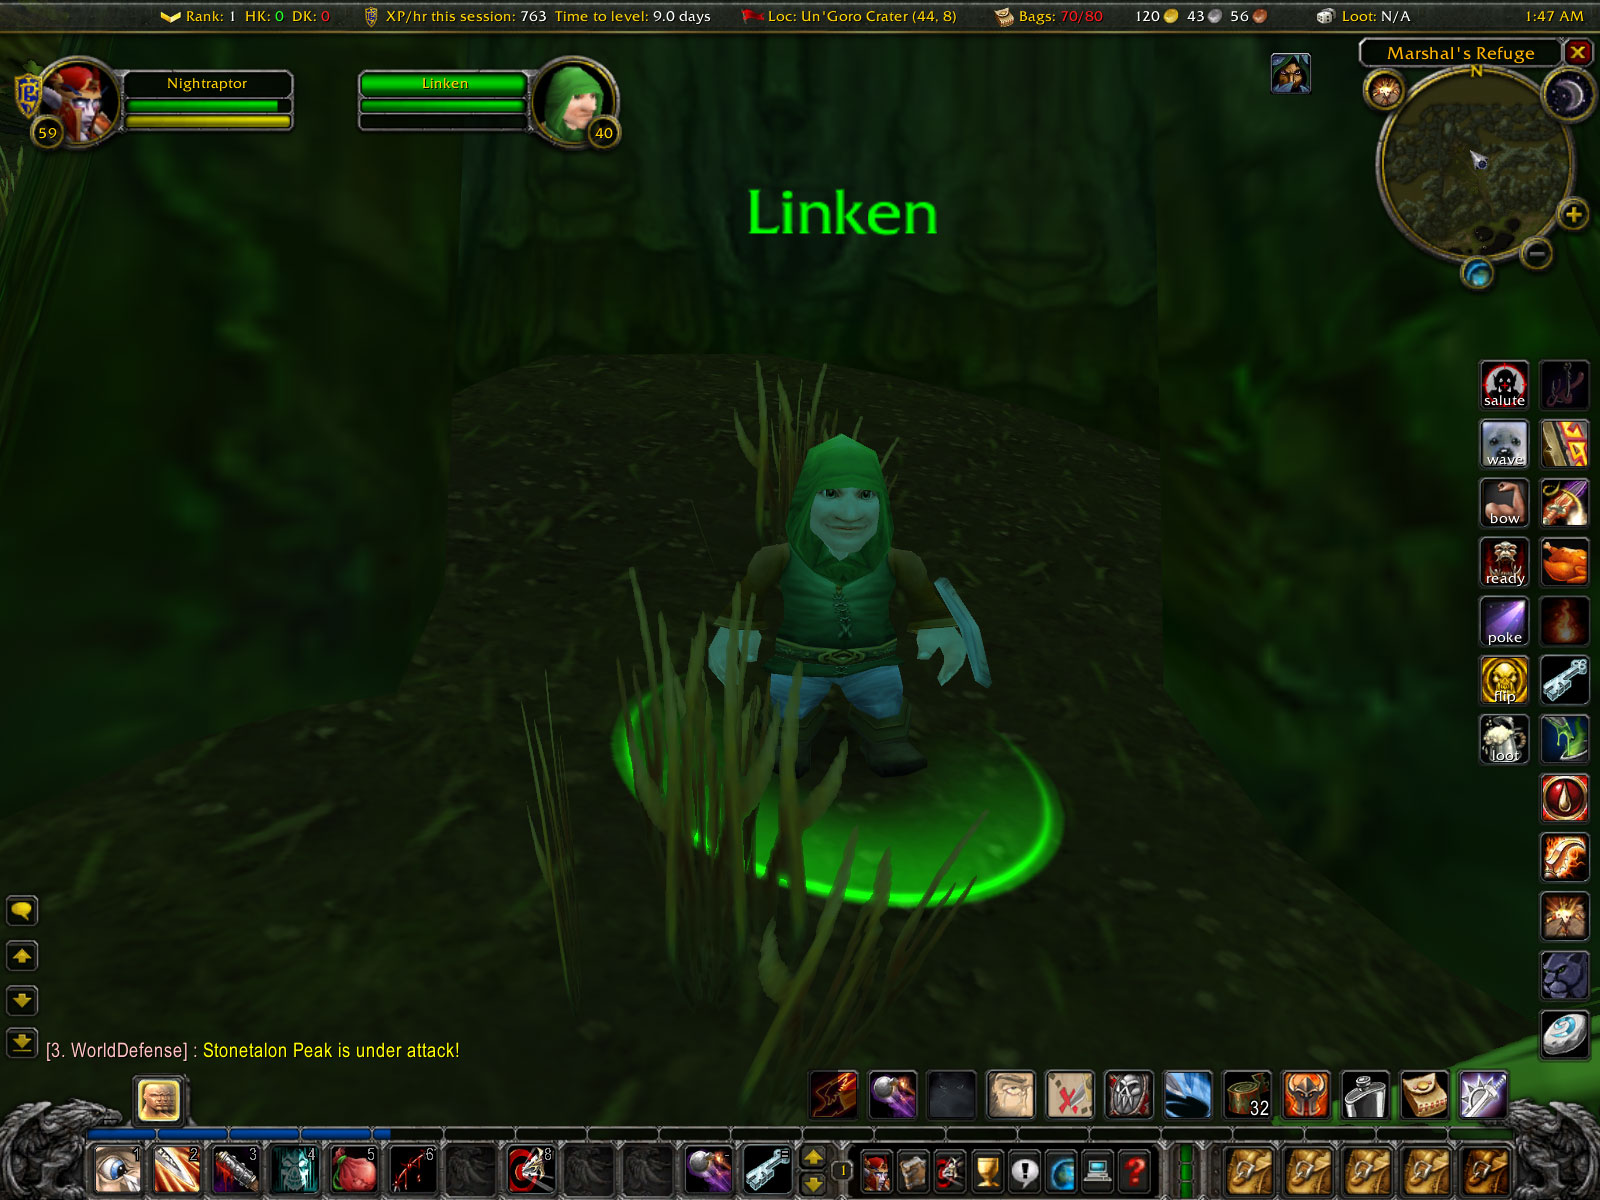 Rank: 1 HK: 0 DK: 0 XP/hr this session: 763 Time to level: 9.0 days Loc: Un'Goro Crater (44, 8) Bags: 70/80 120 43 56 Loot: N/A 1:47 AM
Marshal's Refuge
N
Nightraptor
59
Linken
40
Linken
salute
wave
bow
ready
poke
flip
loot
[3. WorldDefense] : Stonetalon Peak is under attack!
32
1 2 3 4 5 6 8 - =
1